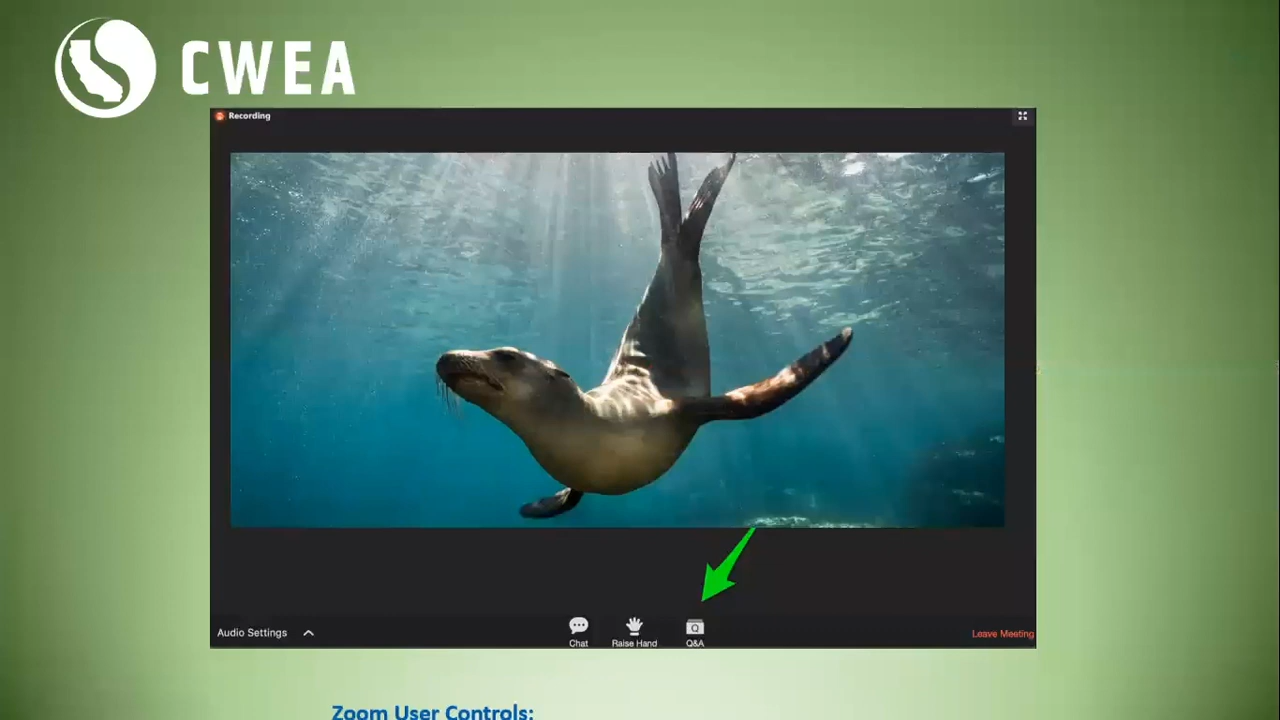 CWEA
Recording
Audio Settings
Chat
Raise Hand
Q
Q&A
Leave Meeting
Zoom User Controls: